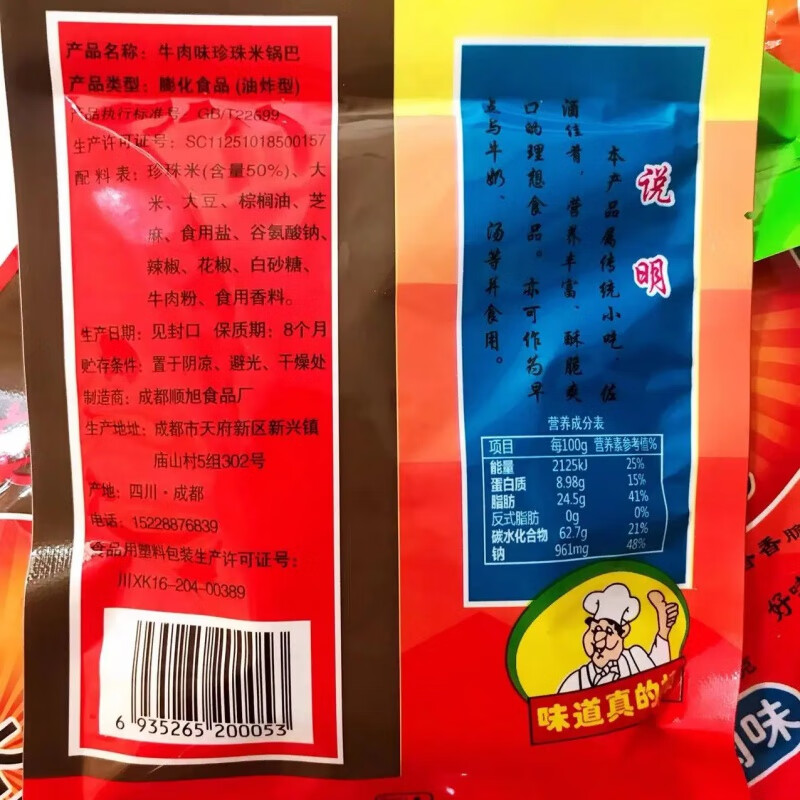 产品名称：牛肉味珍珠米锅巴
产品类型：膨化食品(油炸型)
产品执行标准号：GB/T22699
生产许可证号：SC11251018500157
配料表：珍珠米(含量50%)、大
米、大豆、棕榈油、芝
麻、食用盐、谷氨酸钠、
辣椒、花椒、白砂糖、
牛肉粉、食用香料。
生产日期：见封口 保质期：8个月
贮存条件：置于阴凉、避光、干燥处
制造商：成都顺旭食品厂
生产地址：成都市天府新区新兴镇
庙山村5组302号
产地：四川·成都
电话：15228876839
食品用塑料包装生产许可证号：
川XK16-204-00389
6 935265 200053
说明
本产品属传统小吃、佐
酒佳肴，营养丰富、酥脆爽
口的理想食品。亦可作为早
点与牛奶、汤等并食用。
营养成分表
项目 每100g 营养素参考值%
能量 2125kJ 25%
蛋白质 8.98g 15%
脂肪 24.5g 41%
反式脂肪 0g 0%
碳水化合物 62.7g 21%
钠 961mg 48%
味道真的好
香脆
好味
味